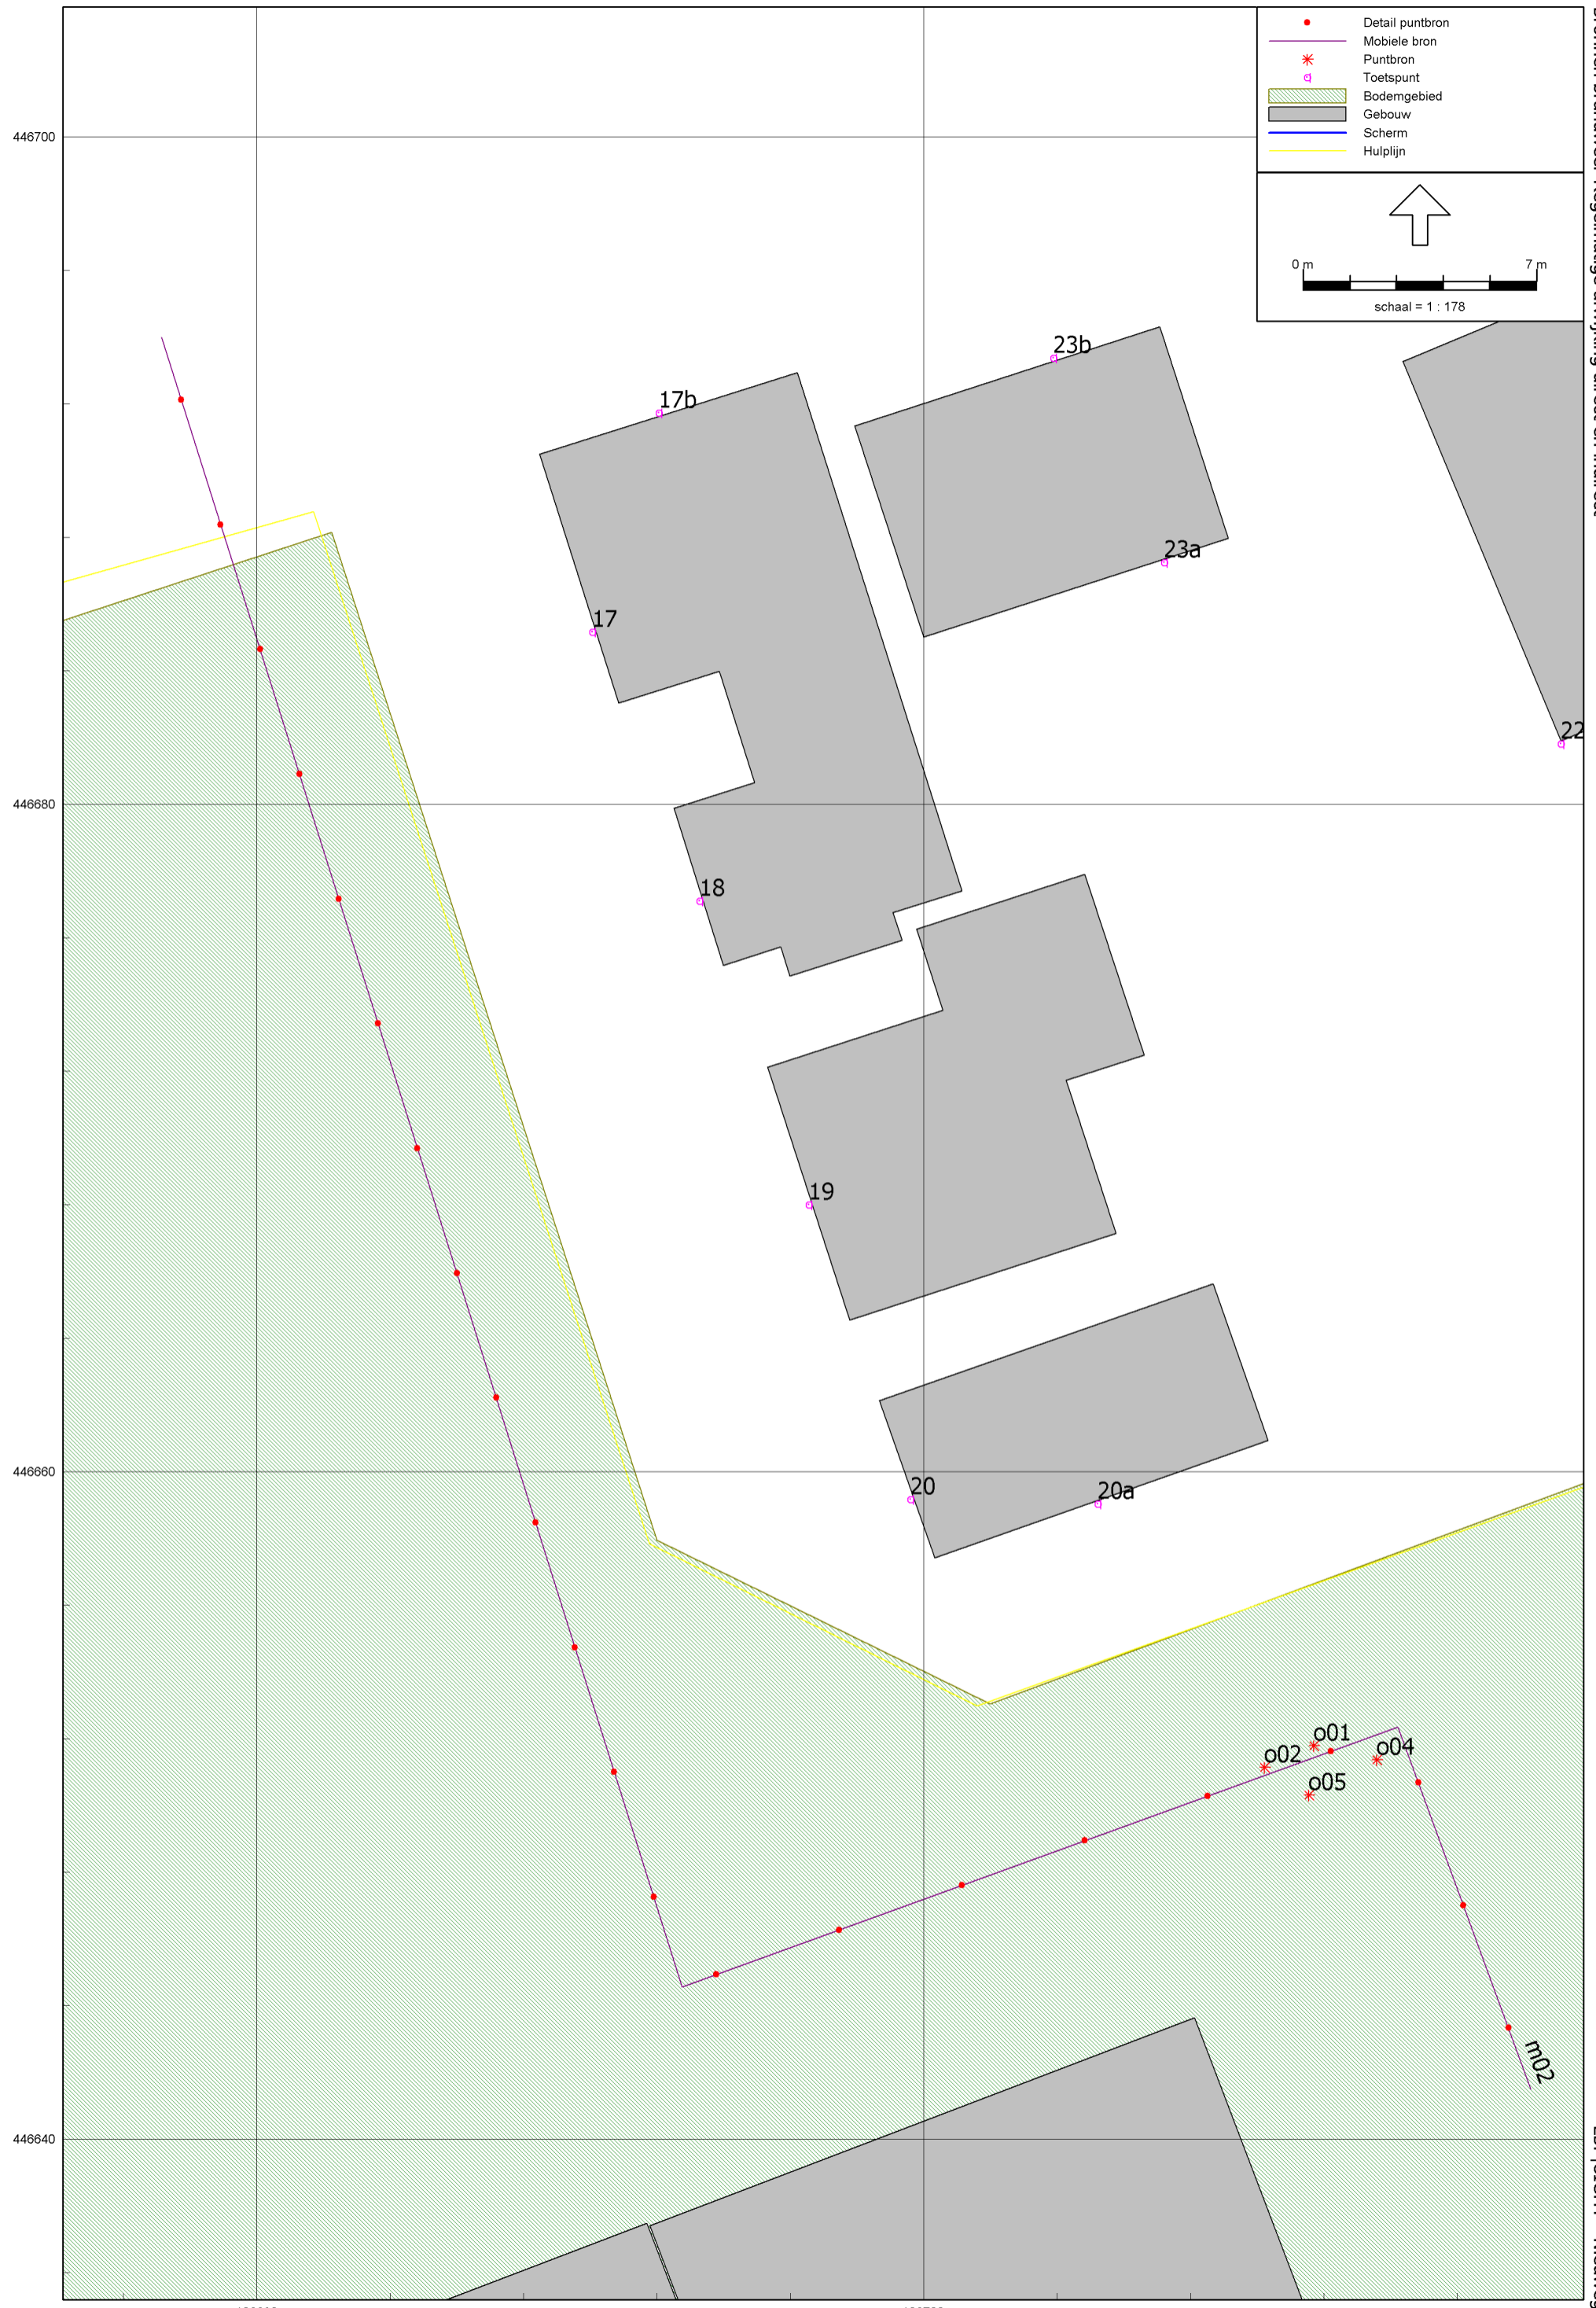 Detail puntbron
Mobiele bron
Puntbron
Toetspunt
Bodemgebied
Gebouw
Scherm
Hulplijn
0 m 7 m
schaal = 1 : 178
446700
23b
17b
23a
17
22
446680
18
19
446660
20
20a
o01
o02
o04
o05
m02
446640